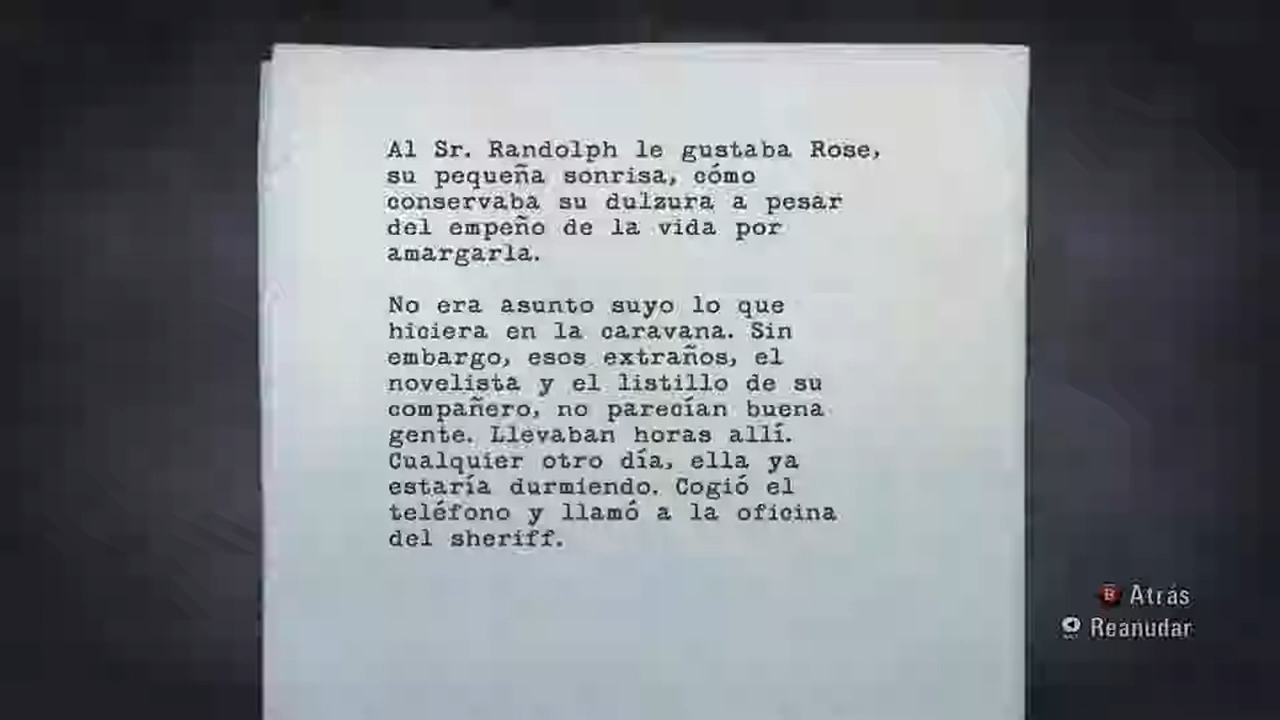 Al Sr. Randolph le gustaba Rose,
su pequeña sonrisa, cómo
conservaba su dulzura a pesar
del empeño de la vida por
amargarla.
No era asunto suyo lo que
hiciera en la caravana. Sin
embargo, esos extraños, el
novelista y el listillo de su
compañero, no parecían buena
gente. Llevaban horas allí.
Cualquier otro día, ella ya
estaría durmiendo. Cogió el
teléfono y llamó a la oficina
del sheriff.
B Atrás
Reanudar